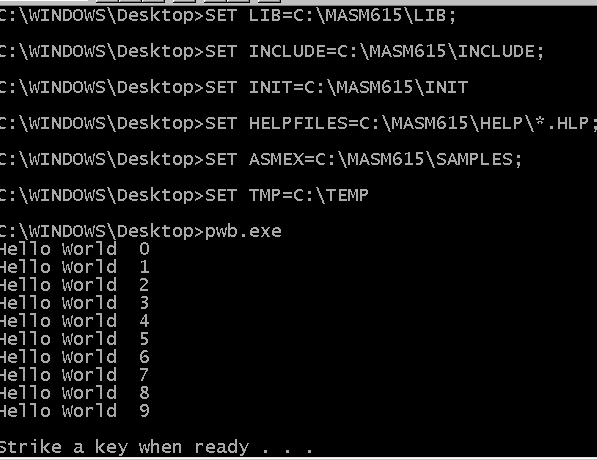 C:\WINDOWS\Desktop>SET LIB=C:\MASM615\LIB;
C:\WINDOWS\Desktop>SET INCLUDE=C:\MASM615\INCLUDE;
C:\WINDOWS\Desktop>SET INIT=C:\MASM615\INIT
C:\WINDOWS\Desktop>SET HELPFILES=C:\MASM615\HELP\*.HLP;
C:\WINDOWS\Desktop>SET ASMEX=C:\MASM615\SAMPLES;
C:\WINDOWS\Desktop>SET TMP=C:\TEMP
C:\WINDOWS\Desktop>pwb.exe
Hello World  0
Hello World  1
Hello World  2
Hello World  3
Hello World  4
Hello World  5
Hello World  6
Hello World  7
Hello World  8
Hello World  9
Strike a key when ready . . .